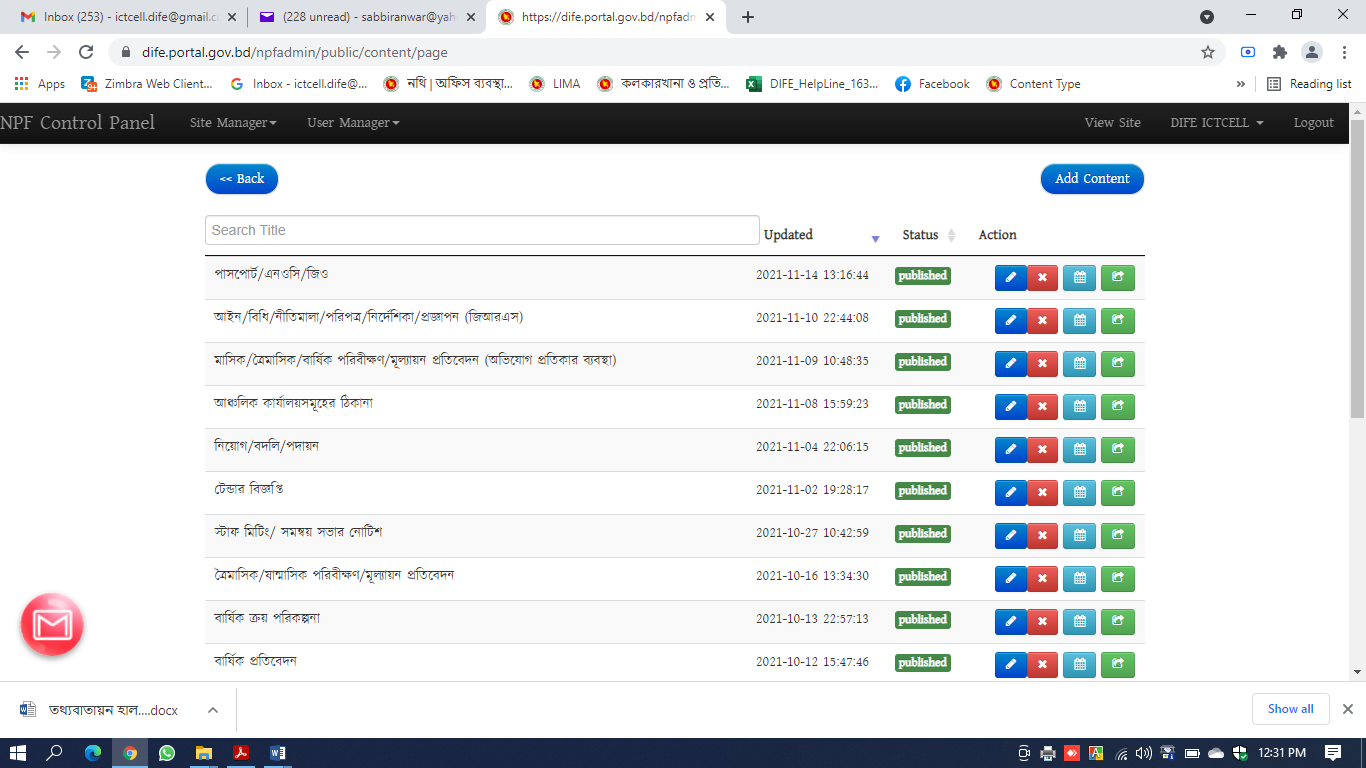 Inbox (253) - ictcell.dife@gmail.c
(228 unread) - sabbiranwar@yah
https://dife.portal.gov.bd/npfadm
dife.portal.gov.bd/npfadmin/public/content/page
Apps
Zimbra Web Client...
Inbox - ictcell.dife@...
নথি | অফিস ব্যবস্থা...
LIMA
কলকারখানা ও প্রতি...
DIFE_HelpLine_163...
Facebook
Content Type
»
Reading list
NPF Control Panel
Site Manager
User Manager
View Site
DIFE ICTCELL
Logout
<< Back
Add Content
Search Title
Updated
Status
Action
পাসপোর্ট/এনওসি/জিও 2021-11-14 13:16:44 published
আইন/বিধি/নীতিমালা/পরিপত্র/নির্দেশিকা/প্রজ্ঞাপন (জিআরএস) 2021-11-10 22:44:08 published
মাসিক/ত্রৈমাসিক/বার্ষিক পরিবীক্ষণ/মূল্যায়ন প্রতিবেদন (অভিযোগ প্রতিকার ব্যবস্থা) 2021-11-09 10:48:35 published
আঞ্চলিক কার্যালয়সমূহের ঠিকানা 2021-11-08 15:59:23 published
নিয়োগ/বদলি/পদায়ন 2021-11-04 22:06:15 published
টেন্ডার বিজ্ঞপ্তি 2021-11-02 19:28:17 published
স্টাফ মিটিং/ সমন্বয় সভার নোটিশ 2021-10-27 10:42:59 published
ত্রৈমাসিক/ষান্মাসিক পরিবীক্ষণ/মূল্যায়ন প্রতিবেদন 2021-10-16 13:34:30 published
বার্ষিক ক্রয় পরিকল্পনা 2021-10-13 22:57:13 published
বার্ষিক প্রতিবেদন 2021-10-12 15:47:46 published
তথ্যবাতায়ন হাল....docx
Show all
12:31 PM